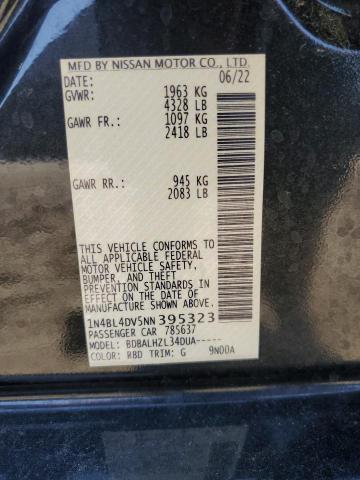 MFD BY NISSAN MOTOR CO., LTD.
DATE: 06/22
GVWR: 1963 KG
4328 LB
GAWR FR.: 1097 KG
2418 LB
GAWR RR.: 945 KG
2083 LB
THIS VEHICLE CONFORMS TO
ALL APPLICABLE FEDERAL
MOTOR VEHICLE SAFETY,
BUMPER, AND THEFT
PREVENTION STANDARDS IN
EFFECT ON THE DATE OF
MANUFACTURE SHOWN ABOVE.
1N4BL4DV5NN395323
PASSENGER CAR 785637
MODEL: BDBALHZL34DUA-----
COLOR: RBD TRIM: G 9N00A